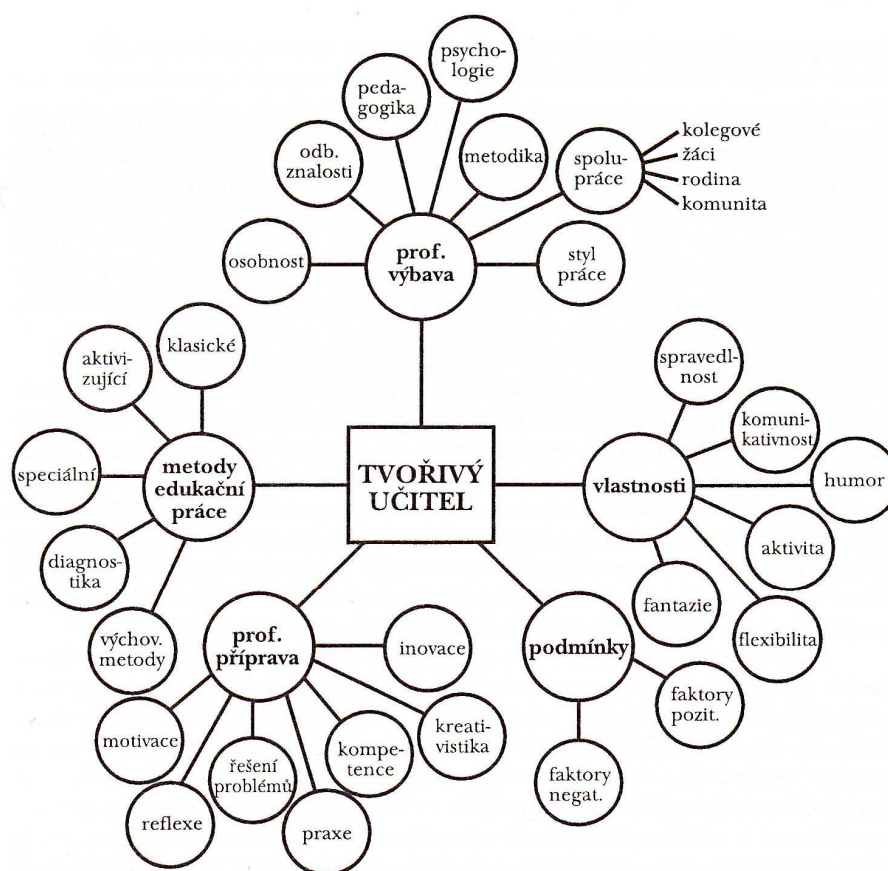 psycho-
logie
peda-
gogika
odb.
znalosti
metodika
spolu-
práce
kolegové
žáci
rodina
komunita
osobnost
prof.
výbava
styl
práce
klasické
aktivi-
zující
speciální
metody
edukační
práce
diagnos-
tika
výchov.
metody
TVOŘIVÝ
UČITEL
spravedl-
nost
komuni-
kativnost
vlastnosti
humor
aktivita
fantazie
flexibilita
prof.
příprava
inovace
motivace
reflexe
řešení
problémů
praxe
kompe-
tence
kreati-
vistika
podmínky
faktory
pozit.
faktory
negat.